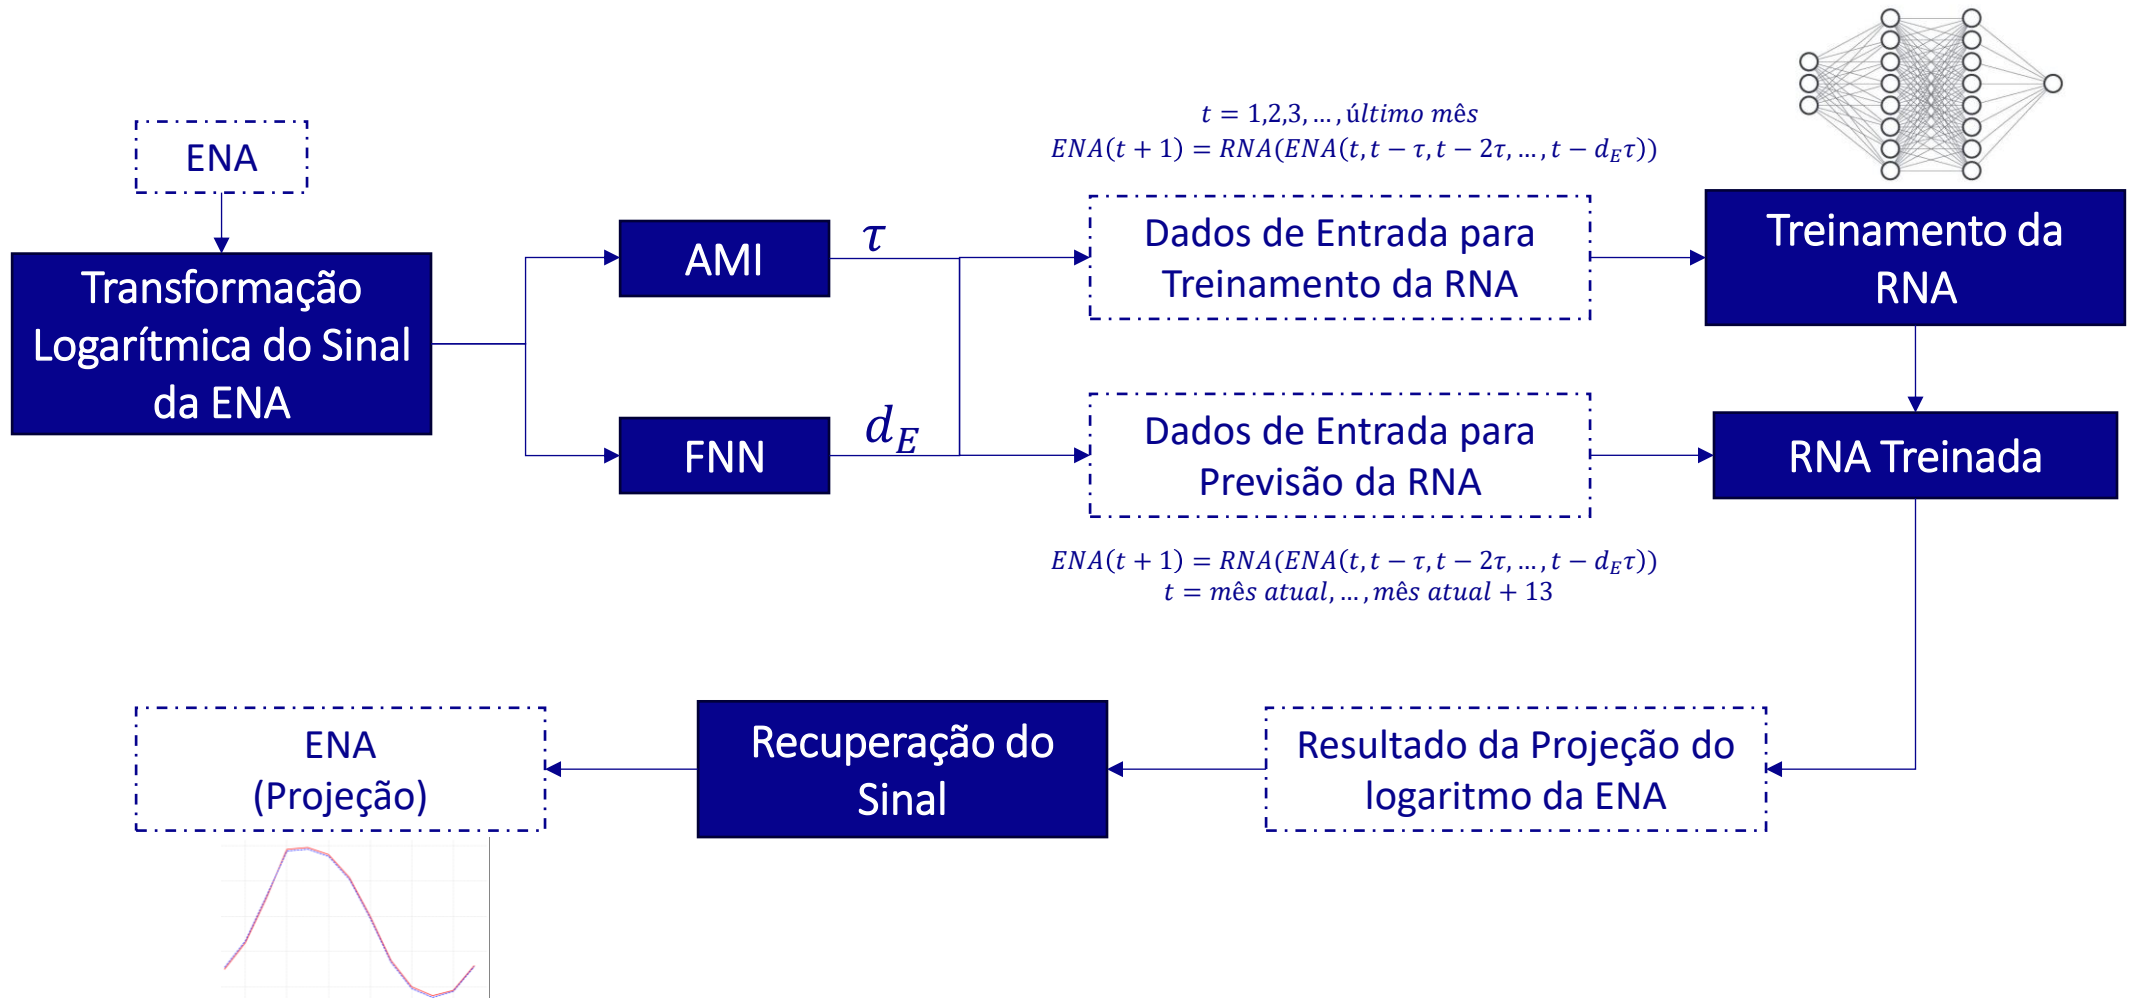 ENA
Transformação
Logarítmica do Sinal
da ENA
AMI
τ
FNN
d_E
t = 1,2,3, … , último mês
ENA(t + 1) = RNA(ENA(t, t − τ, t − 2τ, … , t − d_Eτ))
Dados de Entrada para
Treinamento da RNA
Treinamento da
RNA
Dados de Entrada para
Previsão da RNA
RNA Treinada
ENA(t + 1) = RNA(ENA(t, t − τ, t − 2τ, … , t − d_Eτ))
t = mês atual, … , mês atual + 13
Resultado da Projeção do
logaritmo da ENA
Recuperação do
Sinal
ENA
(Projeção)